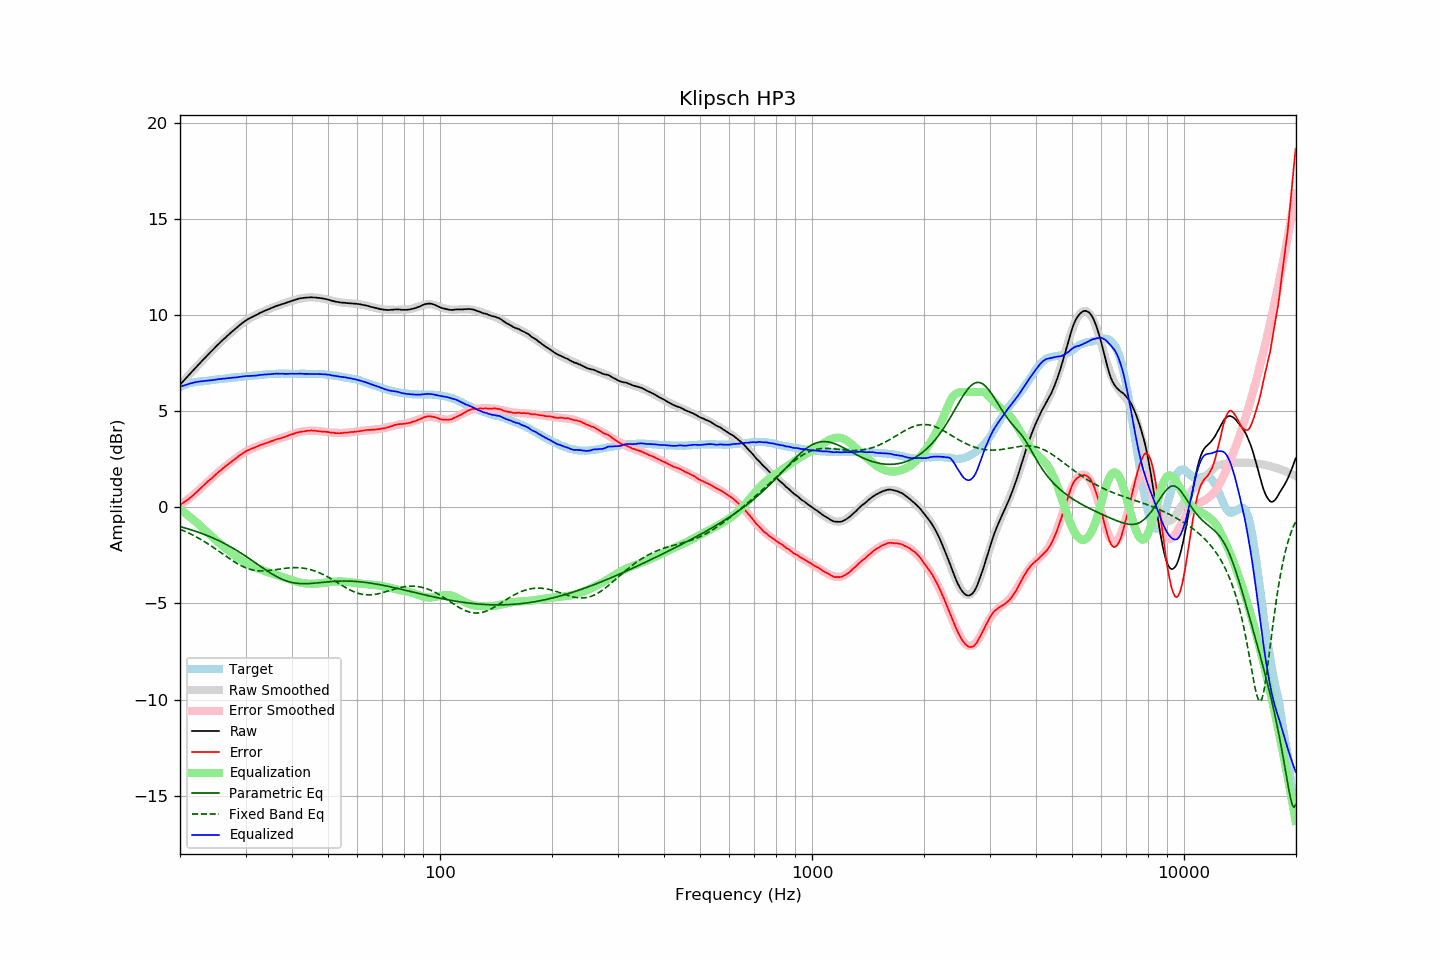 Klipsch HP3
20
15
10
5
0
−5
−10
−15
Amplitude (dBr)
Target
Raw Smoothed
Error Smoothed
Raw
Error
Equalization
Parametric Eq
Fixed Band Eq
Equalized
100
1000
10000
Frequency (Hz)